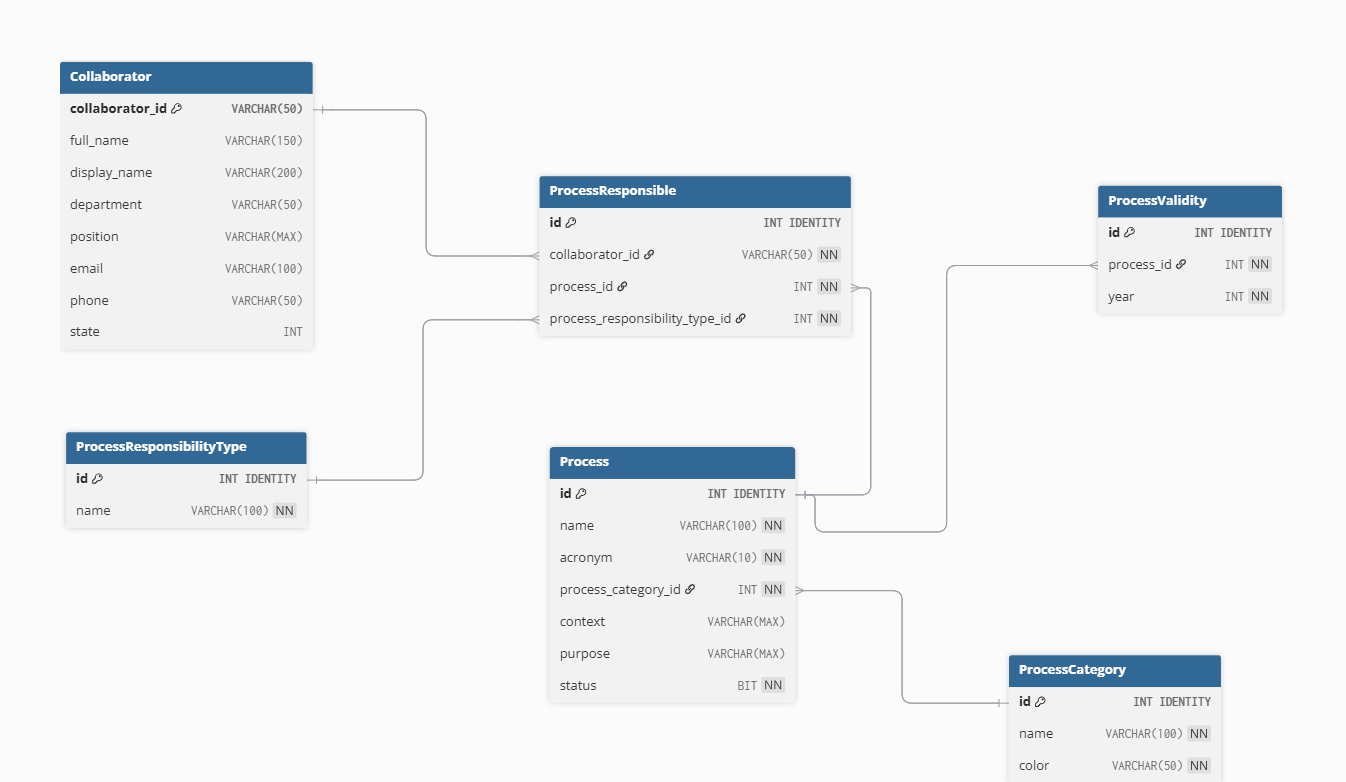 Collaborator
collaborator_id VARCHAR(50)
full_name VARCHAR(150)
display_name VARCHAR(200)
department VARCHAR(50)
position VARCHAR(MAX)
email VARCHAR(100)
phone VARCHAR(50)
state INT
ProcessResponsible
id INT IDENTITY
collaborator_id VARCHAR(50) NN
process_id INT NN
process_responsibility_type_id INT NN
ProcessValidity
id INT IDENTITY
process_id INT NN
year INT NN
ProcessResponsibilityType
id INT IDENTITY
name VARCHAR(100) NN
Process
id INT IDENTITY
name VARCHAR(100) NN
acronym VARCHAR(10) NN
process_category_id INT NN
context VARCHAR(MAX)
purpose VARCHAR(MAX)
status BIT NN
ProcessCategory
id INT IDENTITY
name VARCHAR(100) NN
color VARCHAR(50) NN